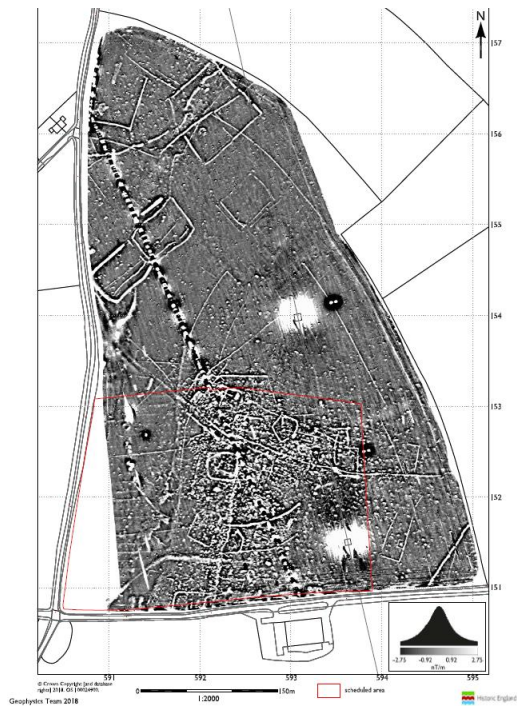 N
157
156
155
154
153
152
151
591
592
593
594
595
-2.75 -0.92 0.92 2.75
nT/m
© Crown Copyright and database
right] 2018. OS 100024900.
Geophysics Team 2018
0 150m
1:2000
scheduled area
Historic England